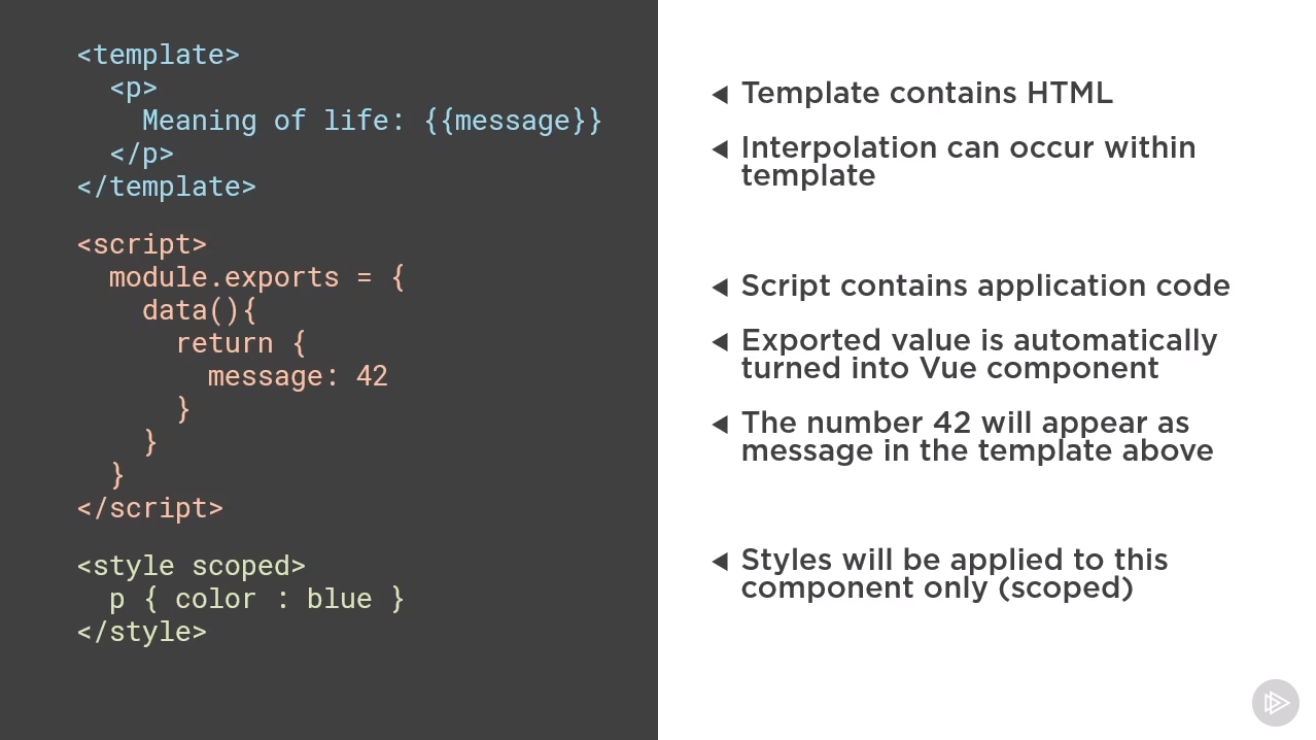 <template>
<p>
Meaning of life: {{message}}
</p>
</template>
<script>
module.exports = {
data(){
return {
message: 42
}
}
}
</script>
<style scoped>
p { color : blue }
</style>
Template contains HTML
Interpolation can occur within
template
Script contains application code
Exported value is automatically
turned into Vue component
The number 42 will appear as
message in the template above
Styles will be applied to this
component only (scoped)